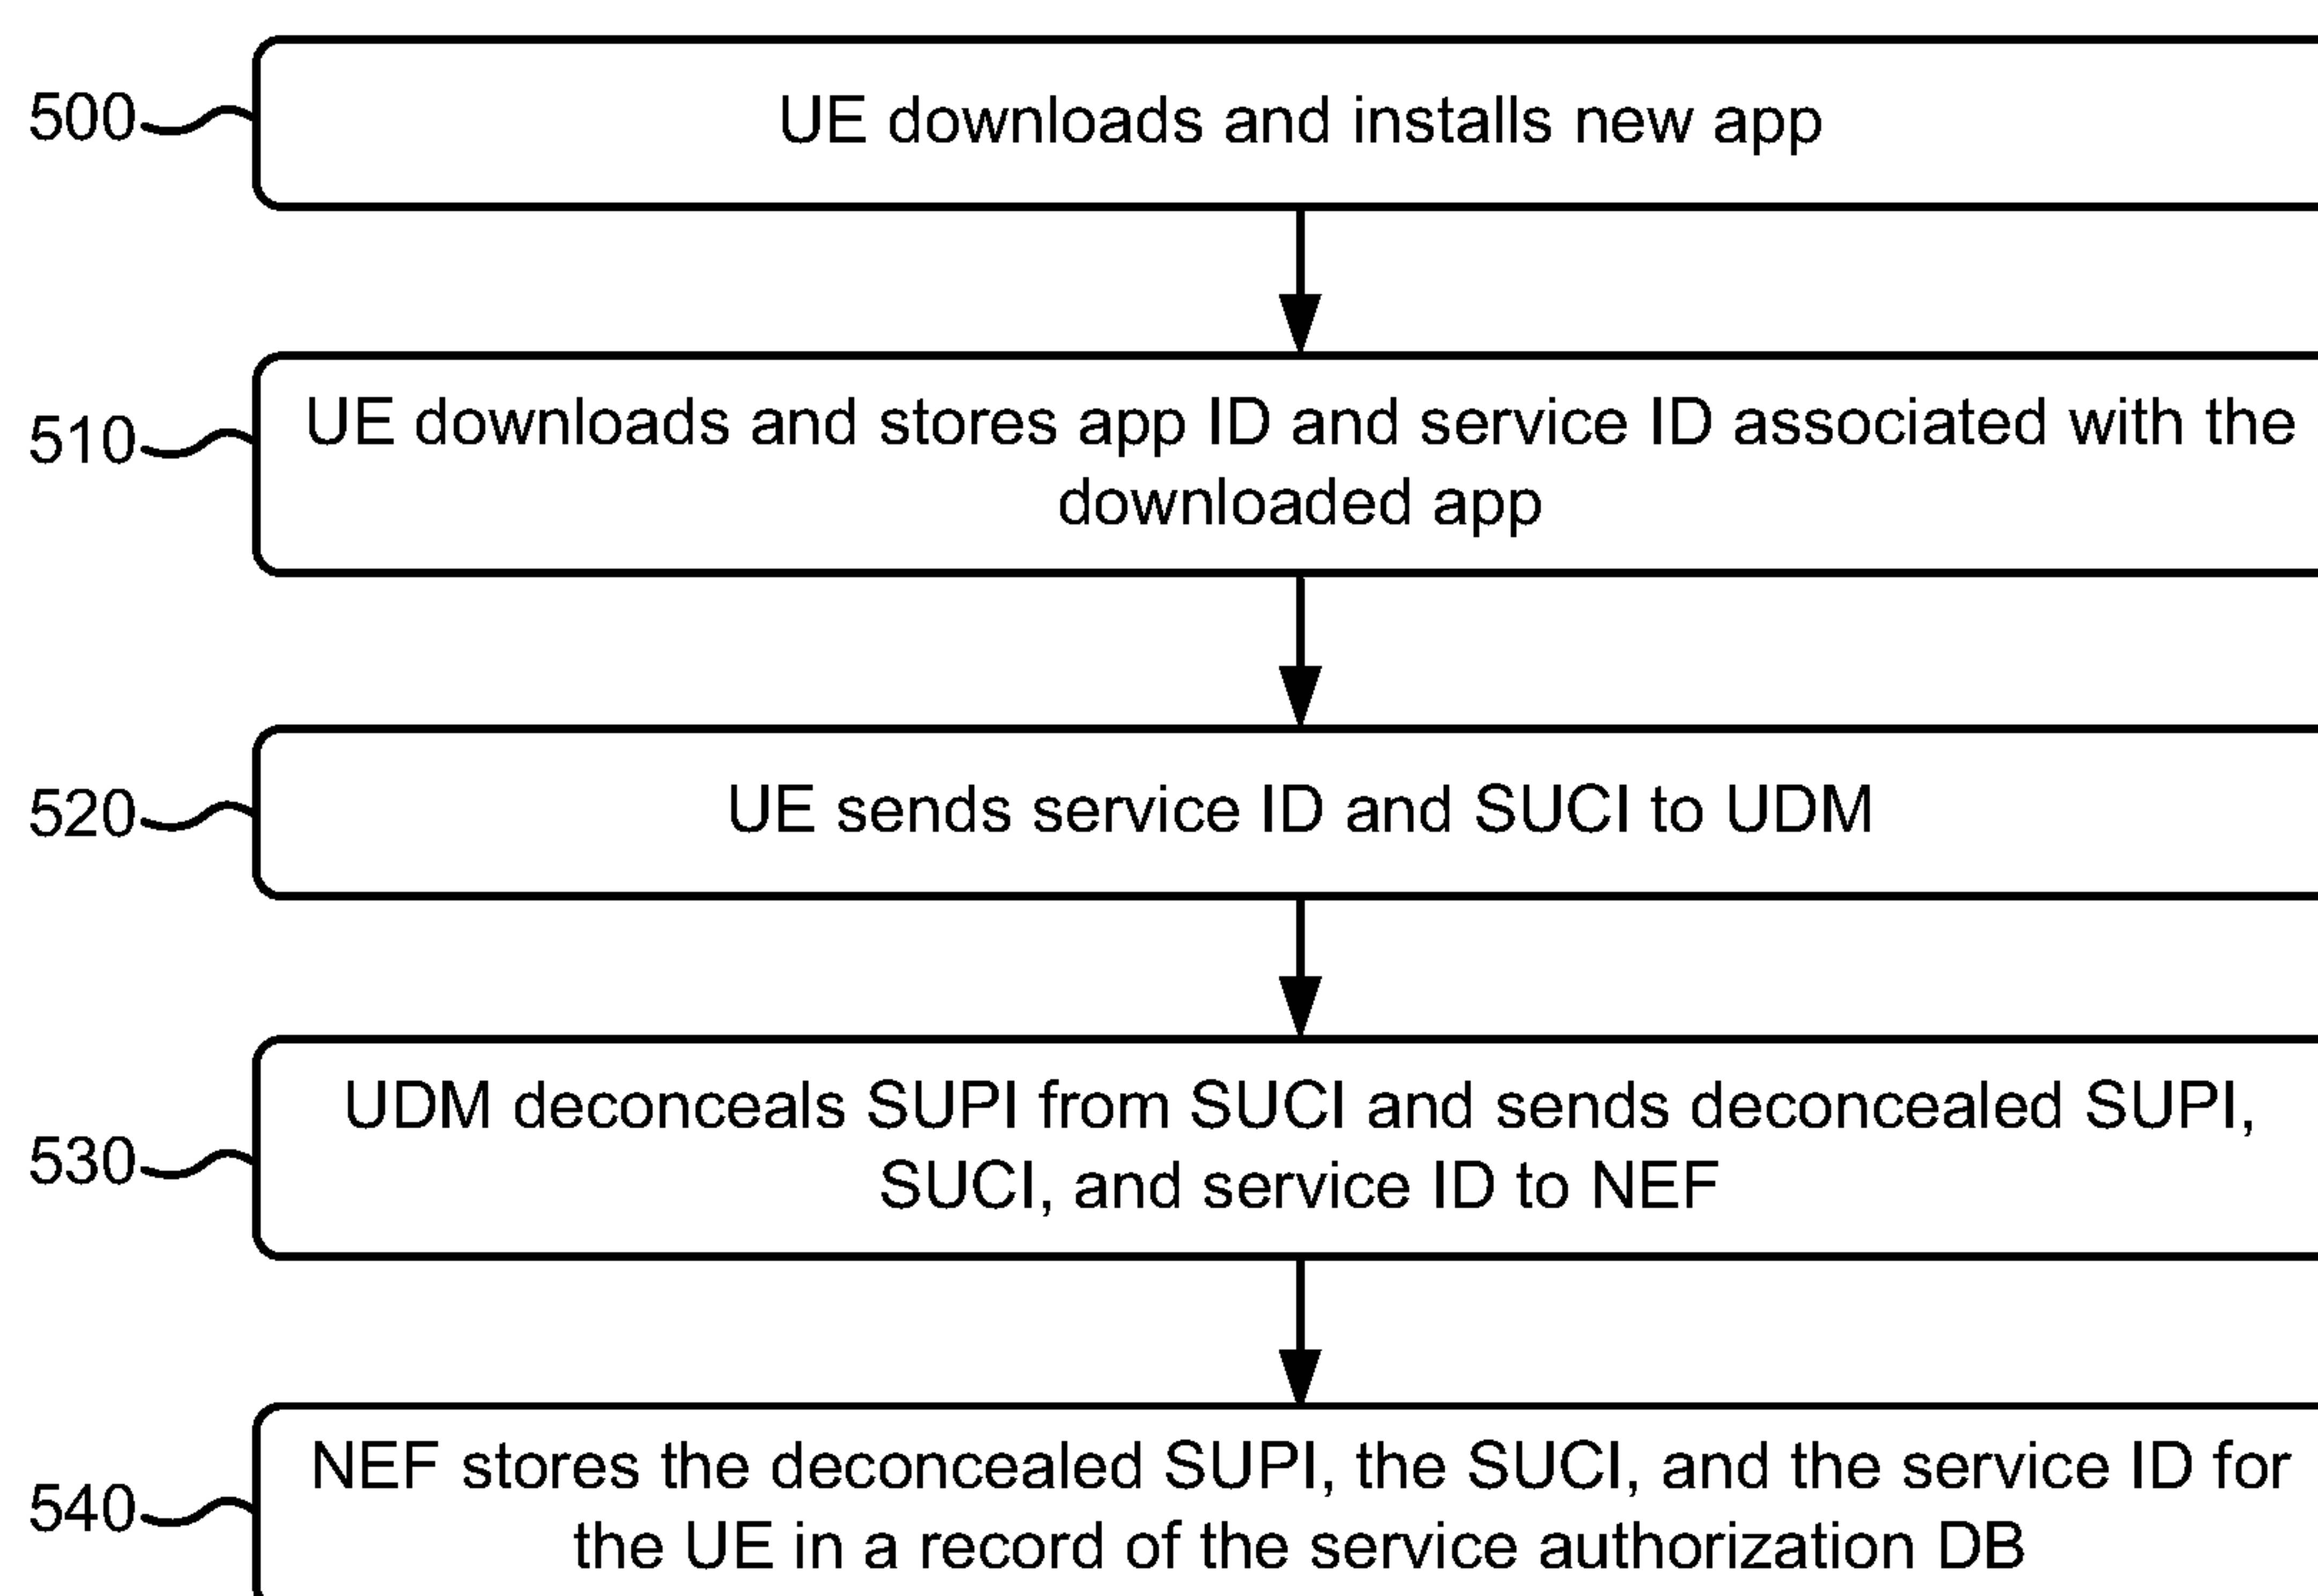 500
UE downloads and installs new app
510
UE downloads and stores app ID and service ID associated with the
downloaded app
520
UE sends service ID and SUCI to UDM
530
UDM deconceals SUPI from SUCI and sends deconcealed SUPI,
SUCI, and service ID to NEF
540
NEF stores the deconcealed SUPI, the SUCI, and the service ID for
the UE in a record of the service authorization DB